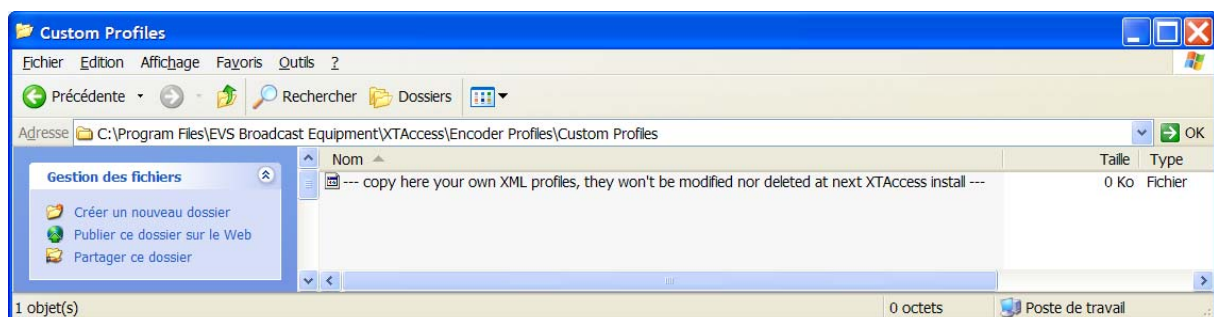 Custom Profiles
Fichier Edition Affichage Favoris Outils ?
Précédente Rechercher Dossiers
Adresse C:\Program Files\EVS Broadcast Equipment\XTAccess\Encoder Profiles\Custom Profiles OK
Gestion des fichiers
Créer un nouveau dossier
Publier ce dossier sur le Web
Partager ce dossier
Nom Taille Type
--- copy here your own XML profiles, they won't be modified nor deleted at next XTAccess install --- 0 Ko Fichier
1 objet(s) 0 octets Poste de travail